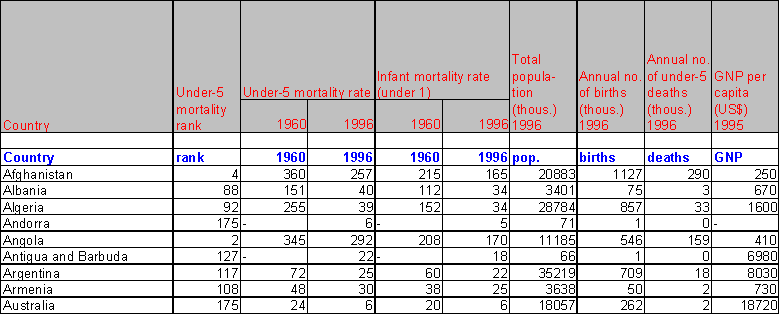 Total
Infant mortality rate popula- Annual no. Annual no. GNP per
Under-5 Under-5 mortality rate (under 1) tion of births of under-5 capita
mortality (thous.) (thous.) deaths (US$)
Country rank 1960 1996 1960 1996 1996 1996 (thous.) 1996 1995
Country rank 1960 1996 1960 1996 pop. births deaths GNP
Afghanistan 4 360 257 215 165 20883 1127 290 250
Albania 88 151 40 112 34 3401 75 3 670
Algeria 92 255 39 152 34 28784 857 33 1600
Andorra 175 - 6 - 5 71 1 0 -
Angola 2 345 292 208 170 11185 546 159 410
Antigua and Barbuda 127 - 22 - 18 66 1 0 6980
Argentina 117 72 25 60 22 35219 709 18 8030
Armenia 108 48 30 38 25 3638 50 2 730
Australia 175 24 6 20 6 18057 262 2 18720